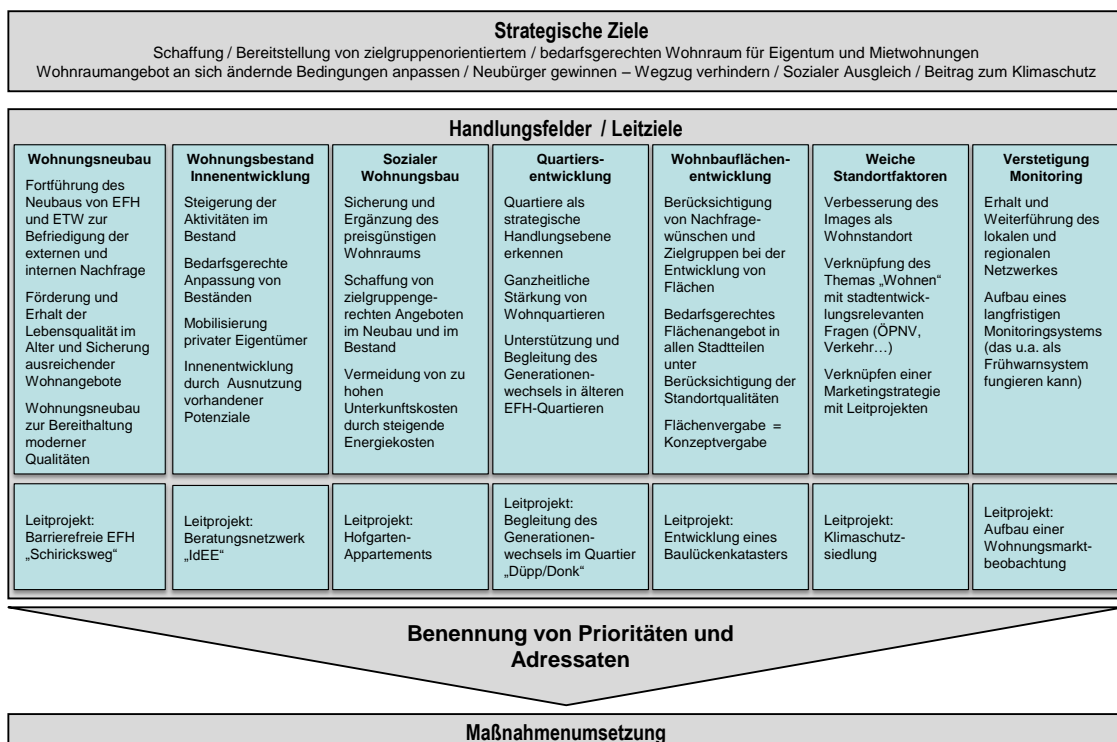 Strategische Ziele
Schaffung / Bereitstellung von zielgruppenorientiertem / bedarfsgerechten Wohnraum für Eigentum und Mietwohnungen
Wohnraumangebot an sich ändernde Bedingungen anpassen / Neubürger gewinnen – Wegzug verhindern / Sozialer Ausgleich / Beitrag zum Klimaschutz
Handlungsfelder / Leitziele
Wohnungsneubau
Fortführung des
Neubaus von EFH
und ETW zur
Befriedigung der
externen und
internen Nachfrage
Förderung und
Erhalt der
Lebensqualität im
Alter und Sicherung
ausreichender
Wohnangebote
Wohnungsneubau
zur Bereithaltung
moderner
Qualitäten
Wohnungsbestand
Innenentwicklung
Steigerung der
Aktivitäten im
Bestand
Bedarfsgerechte
Anpassung von
Beständen
Mobilisierung
privater Eigentümer
Innenentwicklung
durch Ausnutzung
vorhandener
Potenziale
Sozialer
Wohnungsbau
Sicherung und
Ergänzung des
preisgünstigen
Wohnraums
Schaffung von
zielgruppenge-
rechten Angeboten
im Neubau und im
Bestand
Vermeidung von zu
hohen
Unterkunftskosten
durch steigende
Energiekosten
Quartiers-
entwicklung
Quartiere als
strategische
Handlungsebene
erkennen
Ganzheitliche
Stärkung von
Wohnquartieren
Unterstützung und
Begleitung des
Generationen-
wechsels in älteren
EFH-Quartieren
Wohnbauflächen-
entwicklung
Berücksichtigung
von Nachfrage-
wünschen und
Zielgruppen bei der
Entwicklung von
Flächen
Bedarfsgerechtes
Flächenangebot in
allen Stadtteilen
unter
Berücksichtigung der
Standortqualitäten
Flächenvergabe =
Konzeptvergabe
Weiche
Standortfaktoren
Verbesserung des
Images als
Wohnstandort
Verknüpfung des
Themas „Wohnen“
mit stadtentwick-
lungsrelevanten
Fragen (ÖPNV,
Verkehr…)
Verknüpfen einer
Marketingstrategie
mit Leitprojekten
Verstetigung
Monitoring
Erhalt und
Weiterführung des
lokalen und
regionalen
Netzwerkes
Aufbau eines
langfristigen
Monitoringsystems
(das u.a. als
Frühwarnsystem
fungieren kann)
Leitprojekt:
Barrierefreie EFH
„Schiricksweg“
Leitprojekt:
Beratungsnetzwerk
„IdEE“
Leitprojekt:
Hofgarten-
Appartements
Leitprojekt:
Begleitung des
Generationen-
wechsels im Quartier
„Düpp/Donk“
Leitprojekt:
Entwicklung eines
Baulückenkatasters
Leitprojekt:
Klimaschutz-
siedlung
Leitprojekt:
Aufbau einer
Wohnungsmarkt-
beobachtung
Benennung von Prioritäten und
Adressaten
Maßnahmenumsetzung